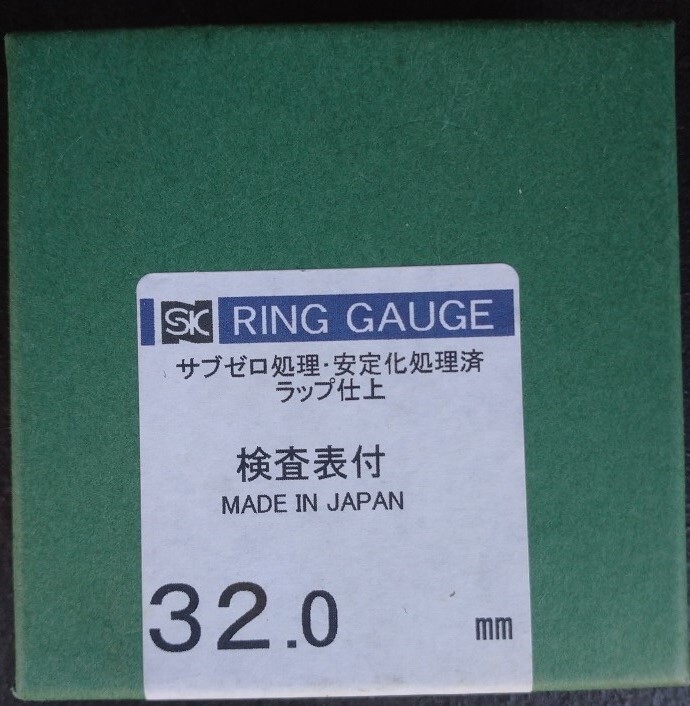 SK RING GAUGE
サブゼロ処理・安定化処理済
ラップ仕上
検査表付
MADE IN JAPAN
32.0 mm